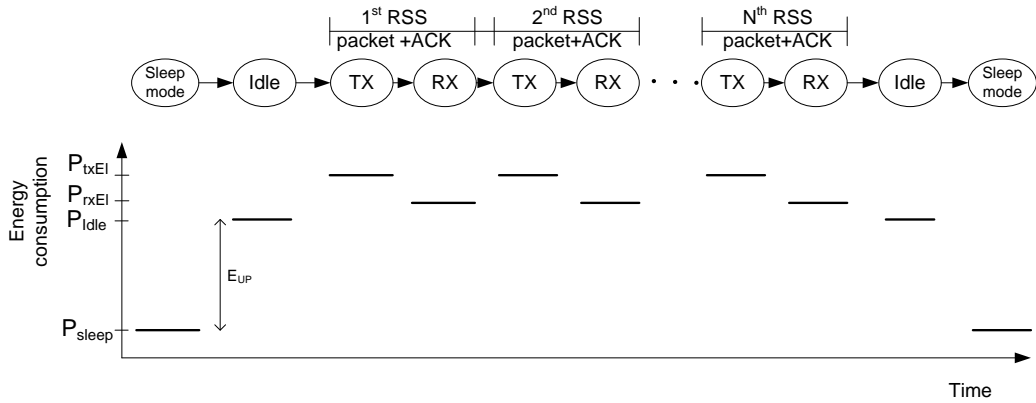 1st RSS
packet +ACK
2nd RSS
packet+ACK
Nth RSS
packet+ACK
Sleep
mode
Idle
TX
RX
TX
RX
. . .
TX
RX
Idle
Sleep
mode
Energy
consumption
PtxEl
PrxEl
PIdle
EUP
Psleep
Time